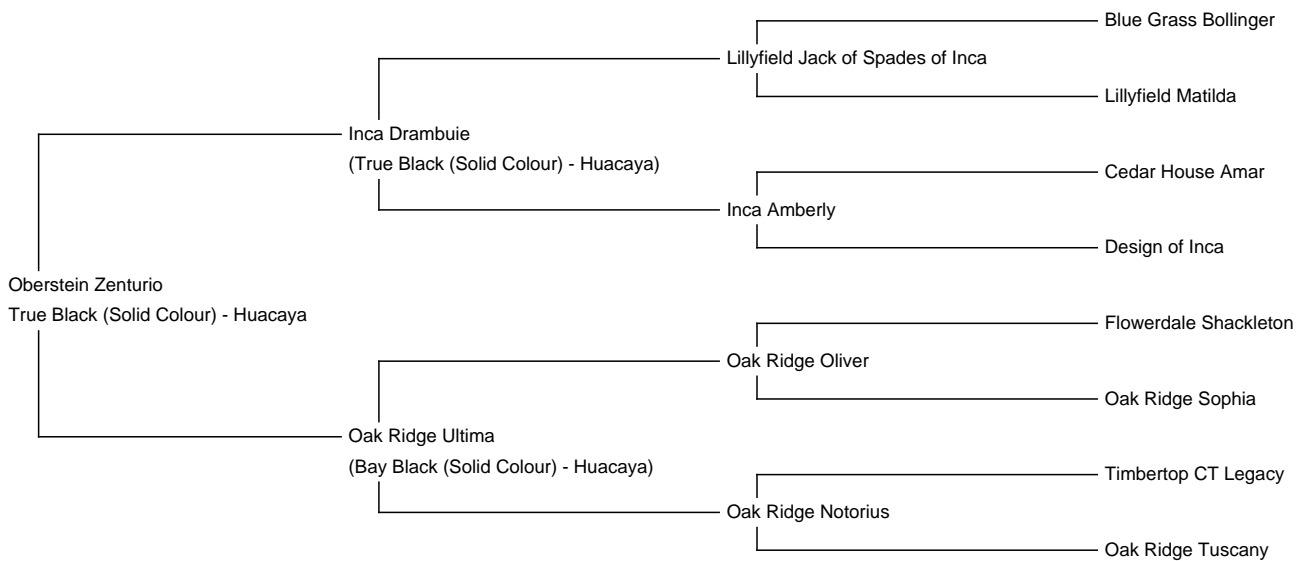 Blue Grass Bollinger
Lillyfield Jack of Spades of Inca
Lillyfield Matilda
Inca Drambuie
(True Black (Solid Colour) - Huacaya)
Cedar House Amar
Inca Amberly
Design of Inca
Oberstein Zenturio
True Black (Solid Colour) - Huacaya
Flowerdale Shackleton
Oak Ridge Oliver
Oak Ridge Sophia
Oak Ridge Ultima
(Bay Black (Solid Colour) - Huacaya)
Timbertop CT Legacy
Oak Ridge Notorius
Oak Ridge Tuscany